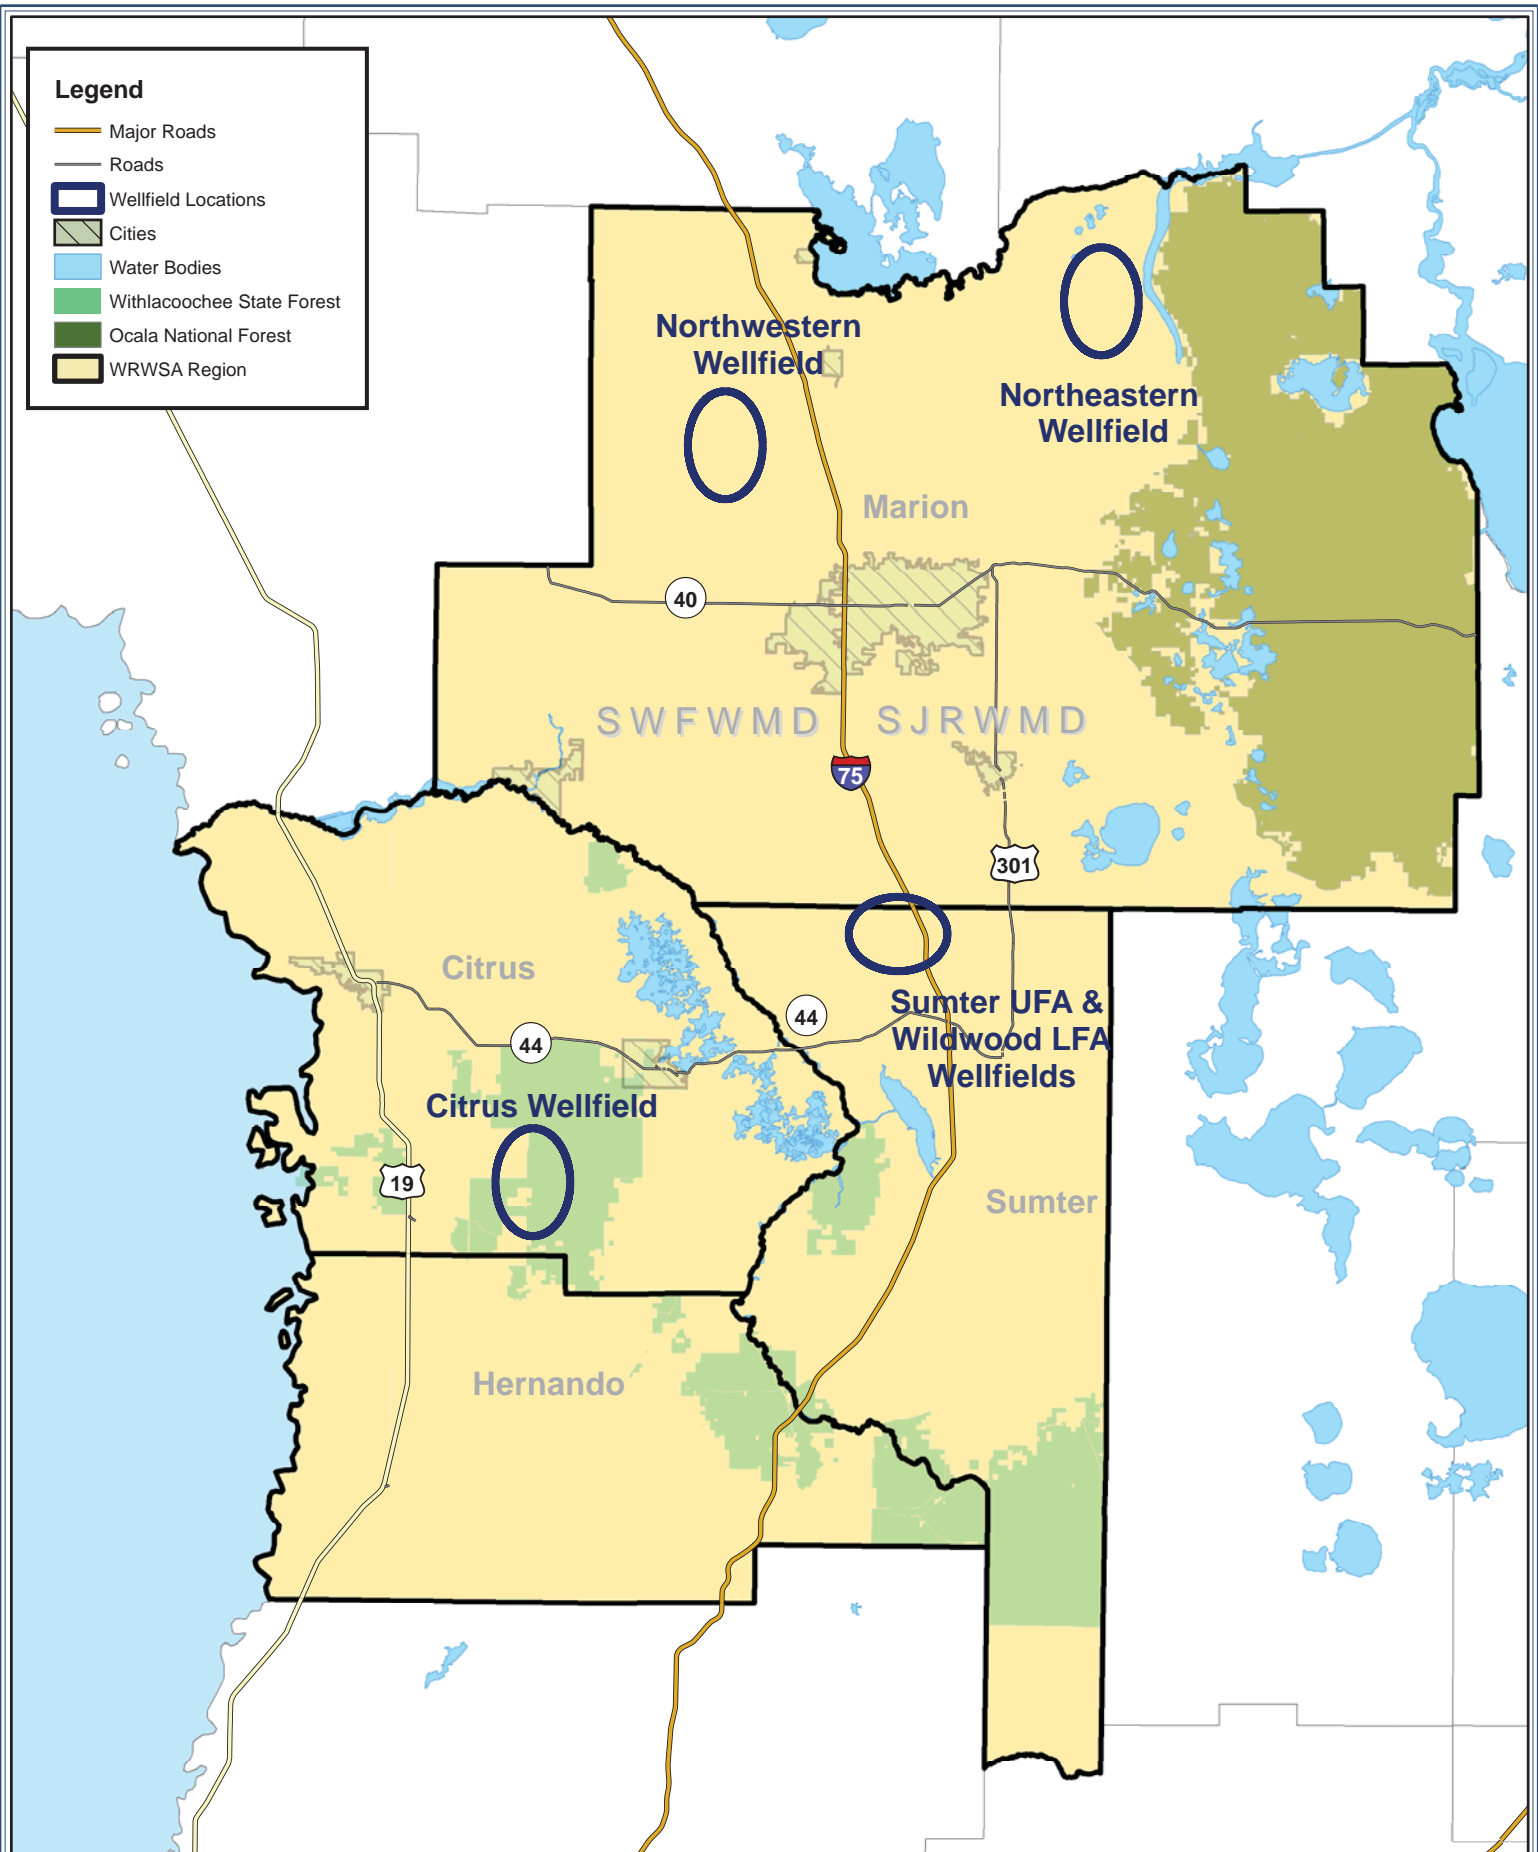 Legend
Major Roads
Roads
Wellfield Locations
Cities
Water Bodies
Withlacoochee State Forest
Ocala National Forest
WRWSA Region
Northwestern
Wellfield
Northeastern
Wellfield
Marion
40
SWFWMD
SJRWMD
75
301
Citrus
Sumter UFA &
Wildwood LFA
Wellfields
44
44
Citrus Wellfield
19
Sumter
Hernando